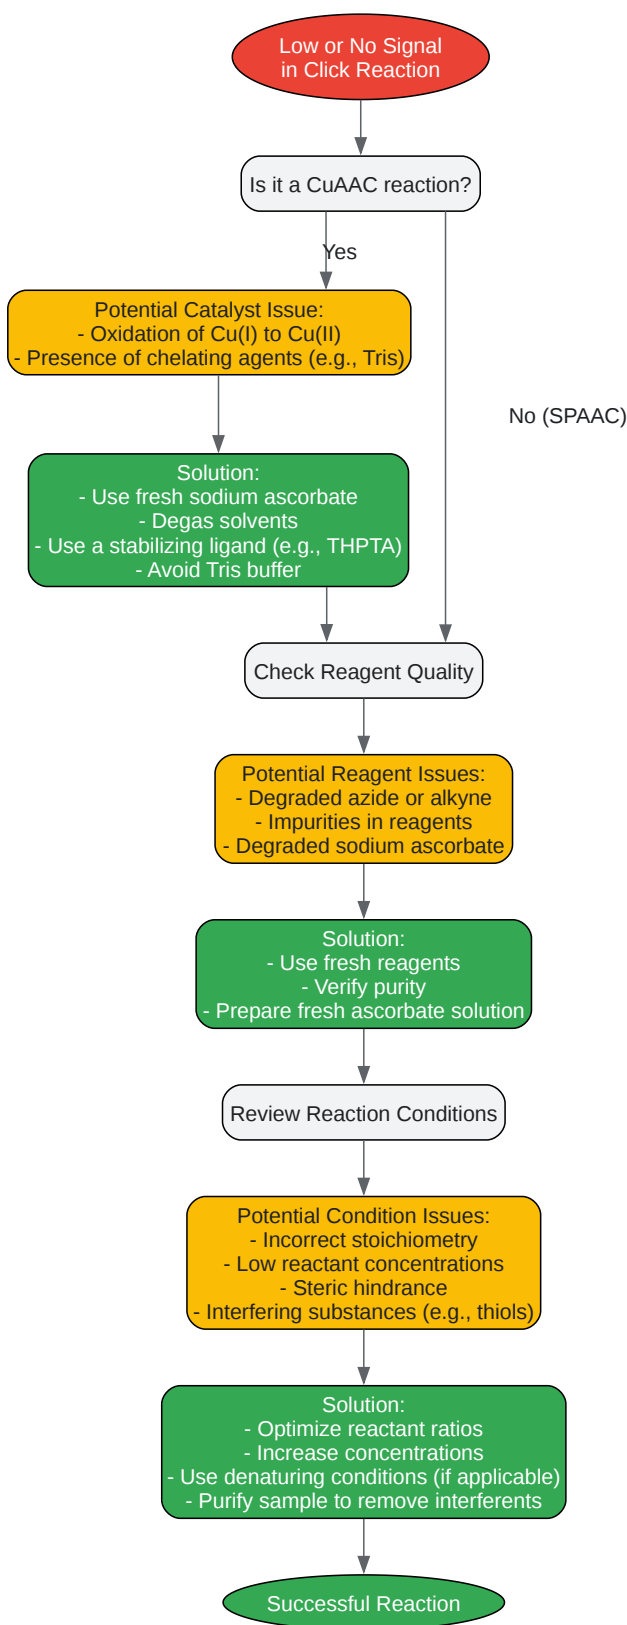 Low or No Signal
in Click Reaction
Is it a CuAAC reaction?
Yes
Potential Catalyst Issue:
- Oxidation of Cu(I) to Cu(II)
- Presence of chelating agents (e.g., Tris)
No (SPAAC)
Solution:
- Use fresh sodium ascorbate
- Degas solvents
- Use a stabilizing ligand (e.g., THPTA)
- Avoid Tris buffer
Check Reagent Quality
Potential Reagent Issues:
- Degraded azide or alkyne
- Impurities in reagents
- Degraded sodium ascorbate
Solution:
- Use fresh reagents
- Verify purity
- Prepare fresh ascorbate solution
Review Reaction Conditions
Potential Condition Issues:
- Incorrect stoichiometry
- Low reactant concentrations
- Steric hindrance
- Interfering substances (e.g., thiols)
Solution:
- Optimize reactant ratios
- Increase concentrations
- Use denaturing conditions (if applicable)
- Purify sample to remove interferents
Successful Reaction